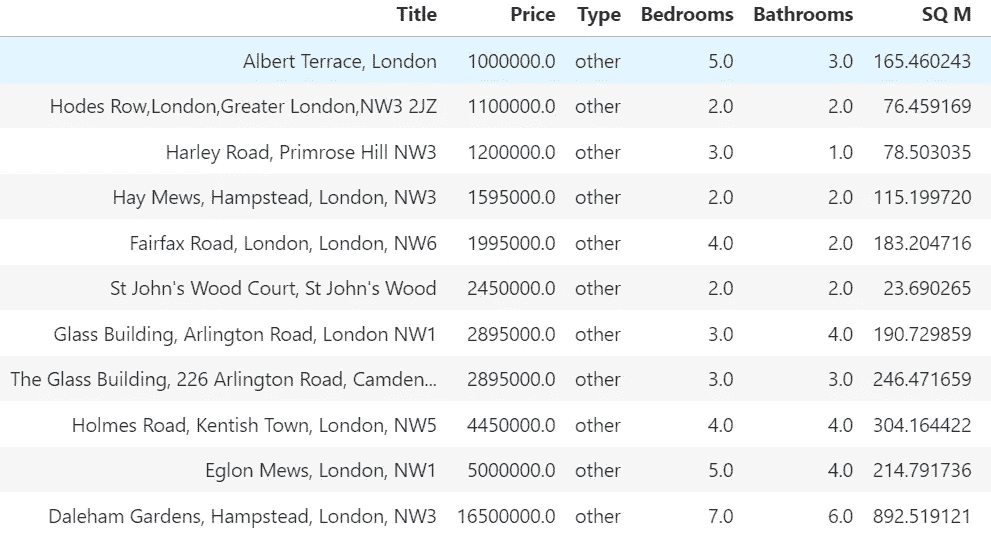 Title Price Type Bedrooms Bathrooms SQ M
Albert Terrace, London 1000000.0 other 5.0 3.0 165.460243
Hodes Row,London,Greater London,NW3 2JZ 1100000.0 other 2.0 2.0 76.459169
Harley Road, Primrose Hill NW3 1200000.0 other 3.0 1.0 78.503035
Hay Mews, Hampstead, London, NW3 1595000.0 other 2.0 2.0 115.199720
Fairfax Road, London, London, NW6 1995000.0 other 4.0 2.0 183.204716
St John's Wood Court, St John's Wood 2450000.0 other 2.0 2.0 23.690265
Glass Building, Arlington Road, London NW1 2895000.0 other 3.0 4.0 190.729859
The Glass Building, 226 Arlington Road, Camden... 2895000.0 other 3.0 3.0 246.471659
Holmes Road, Kentish Town, London, NW5 4450000.0 other 4.0 4.0 304.164422
Eglon Mews, London, NW1 5000000.0 other 5.0 4.0 214.791736
Daleham Gardens, Hampstead, London, NW3 16500000.0 other 7.0 6.0 892.519121